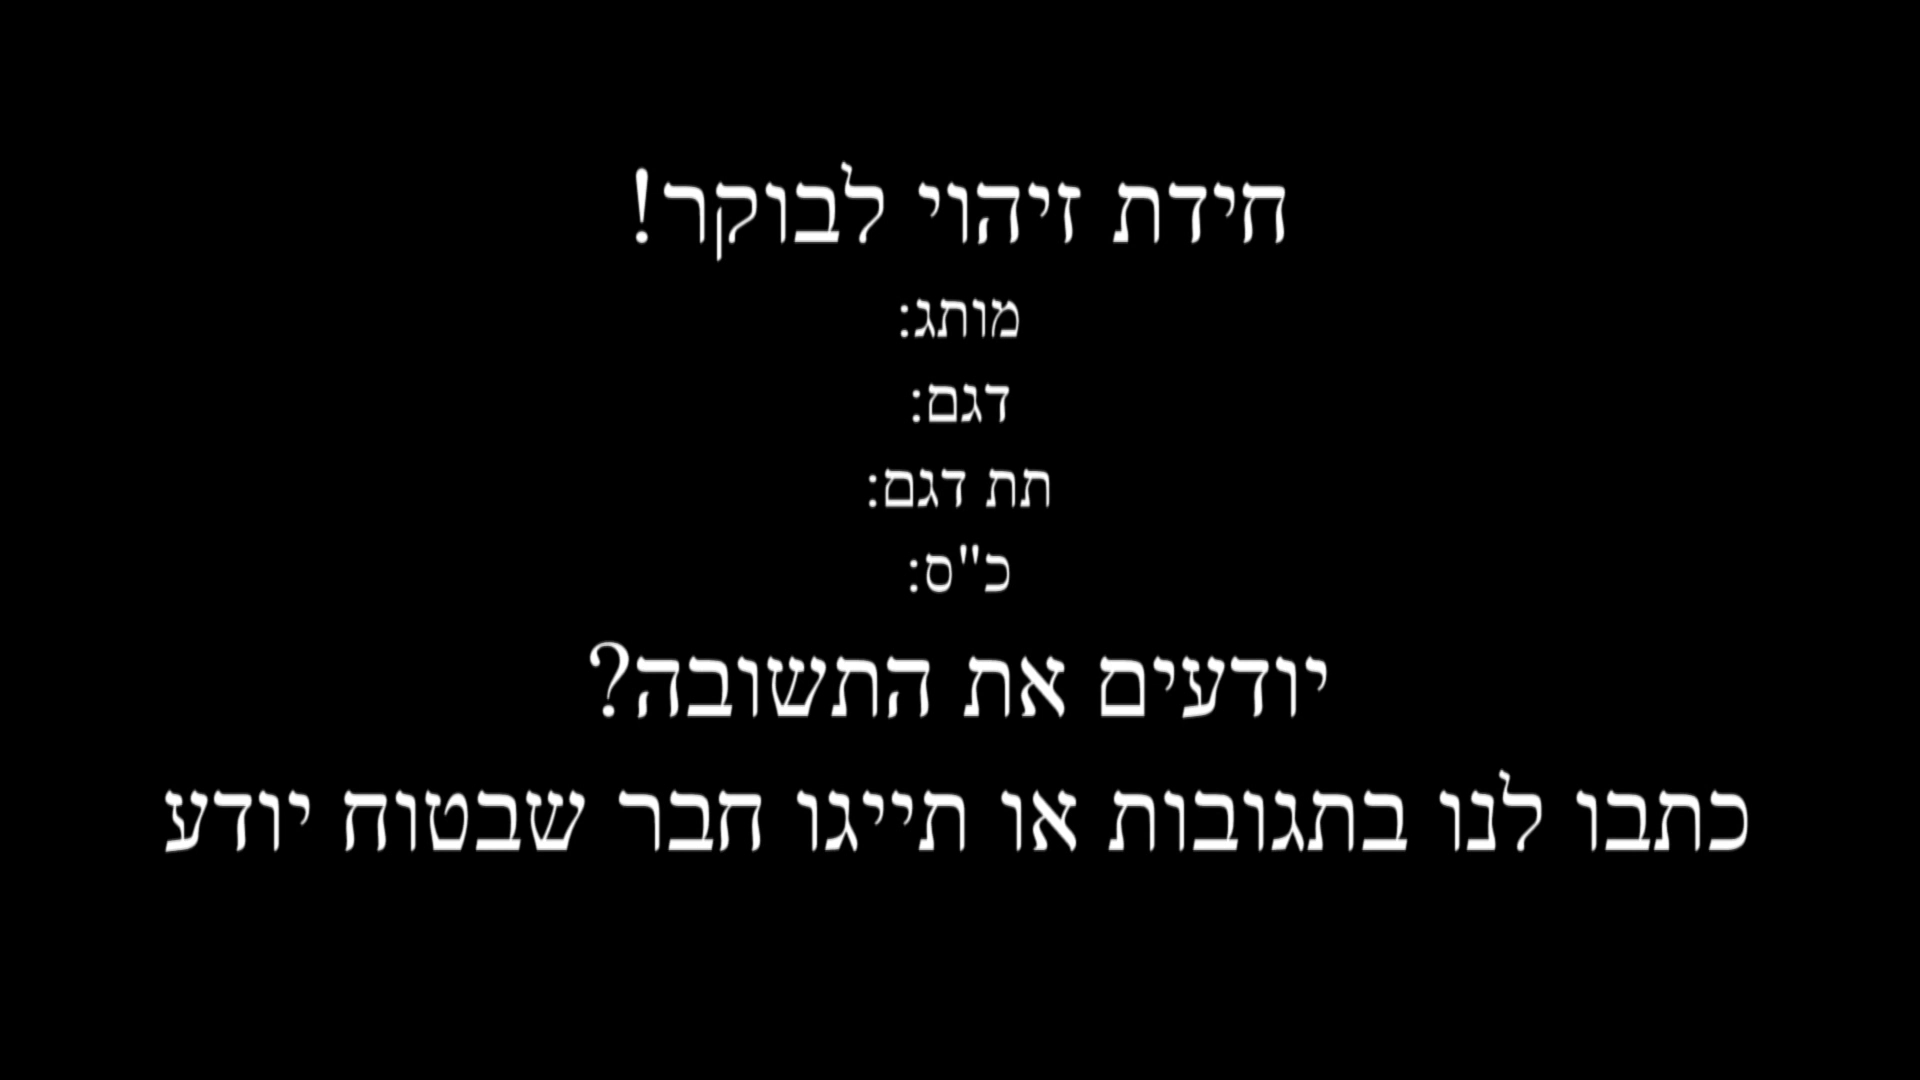 חידת זיהוי לבוקר!
מותג:
דגם:
תת דגם:
כ"ס:
יודעים את התשובה?
כתבו לנו בתגובות או תייגו חבר שבטוח יודע